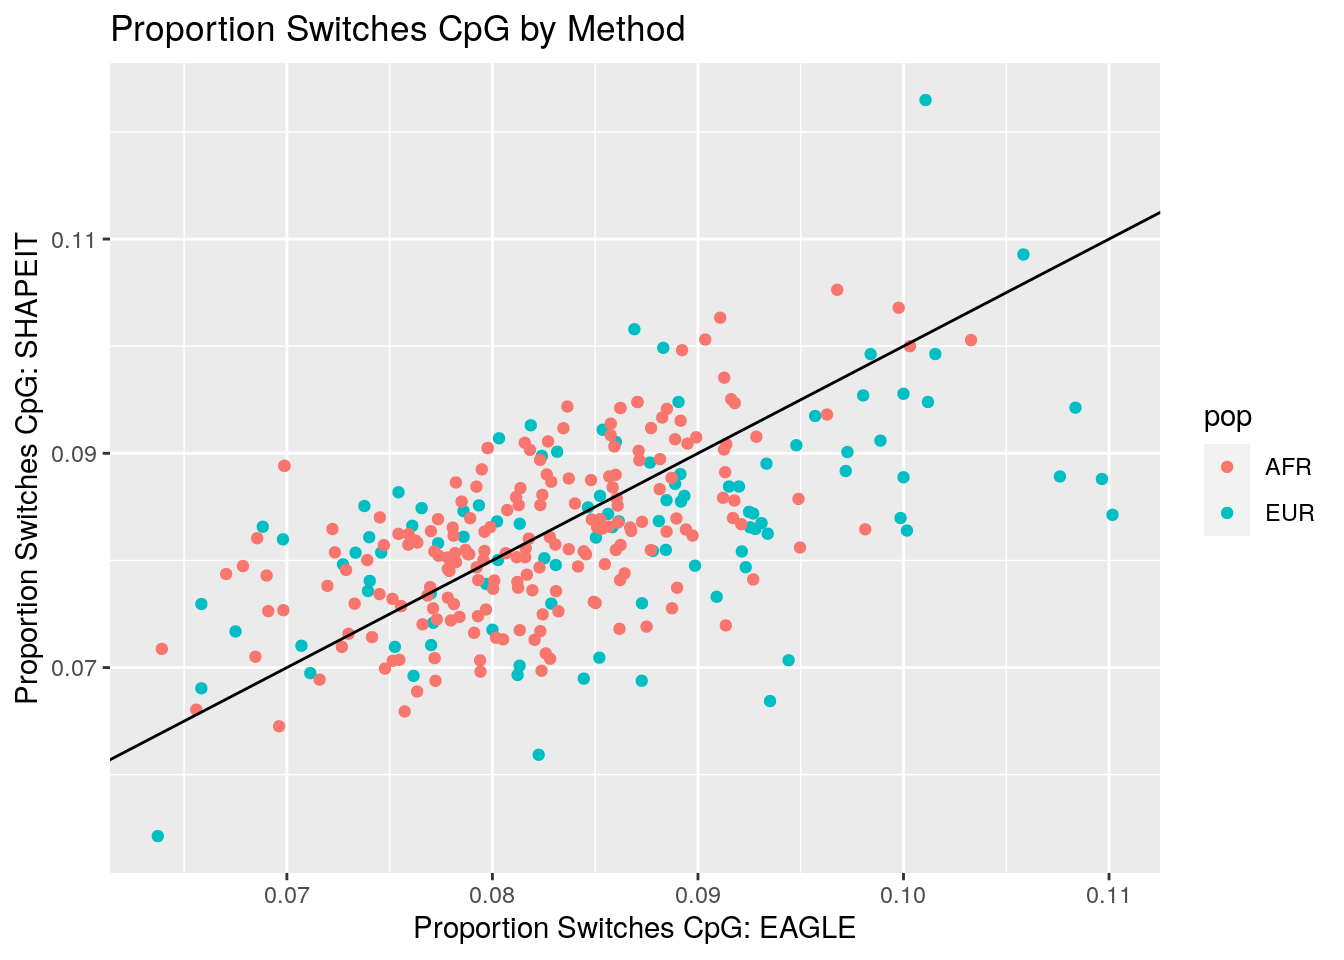 Proportion Switches CpG by Method
Proportion Switches CpG: SHAPEIT
0.11
0.09
0.07
0.07 0.08 0.09 0.10 0.11
Proportion Switches CpG: EAGLE
pop
AFR
EUR